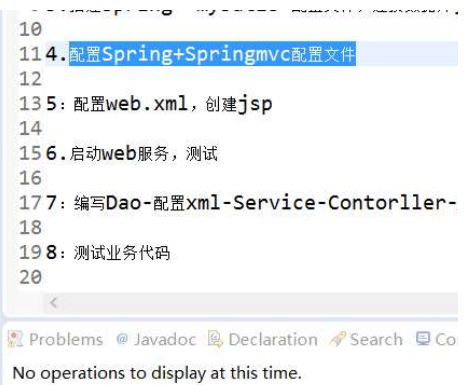 10
11 4.配置Spring+Springmvc配置文件
12
13 5：配置web.xml，创建jsp
14
15 6.启动web服务，测试
16
17 7：编写Dao-配置xml-Service-Contorller-
18
19 8：测试业务代码
20
Problems @ Javadoc Declaration Search Co
No operations to display at this time.